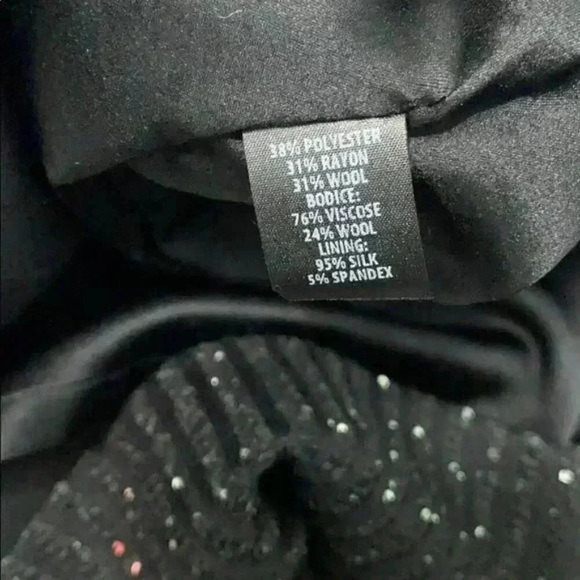 38% POLYESTER
31% RAYON
31% WOOL
BODICE:
76% VISCOSE
24% WOOL
LINING:
95% SILK
5% SPANDEX